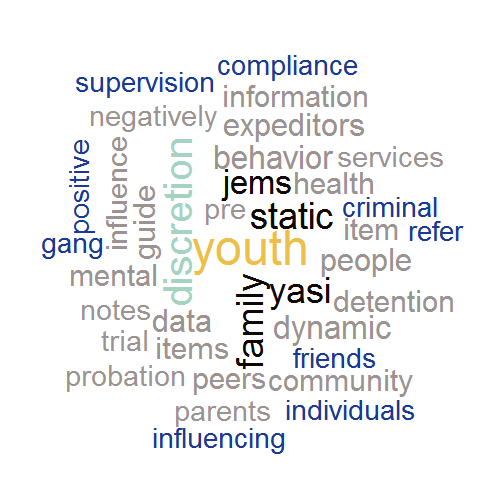 compliance
supervision
information
negatively
expeditors
behavior
services
positive
influence
guide
discretion
jems
health
pre
static
criminal
item
refer
gang
youth
people
mental
family
yasi
detention
notes
data
dynamic
trial
items
friends
probation
peers
community
parents
individuals
influencing